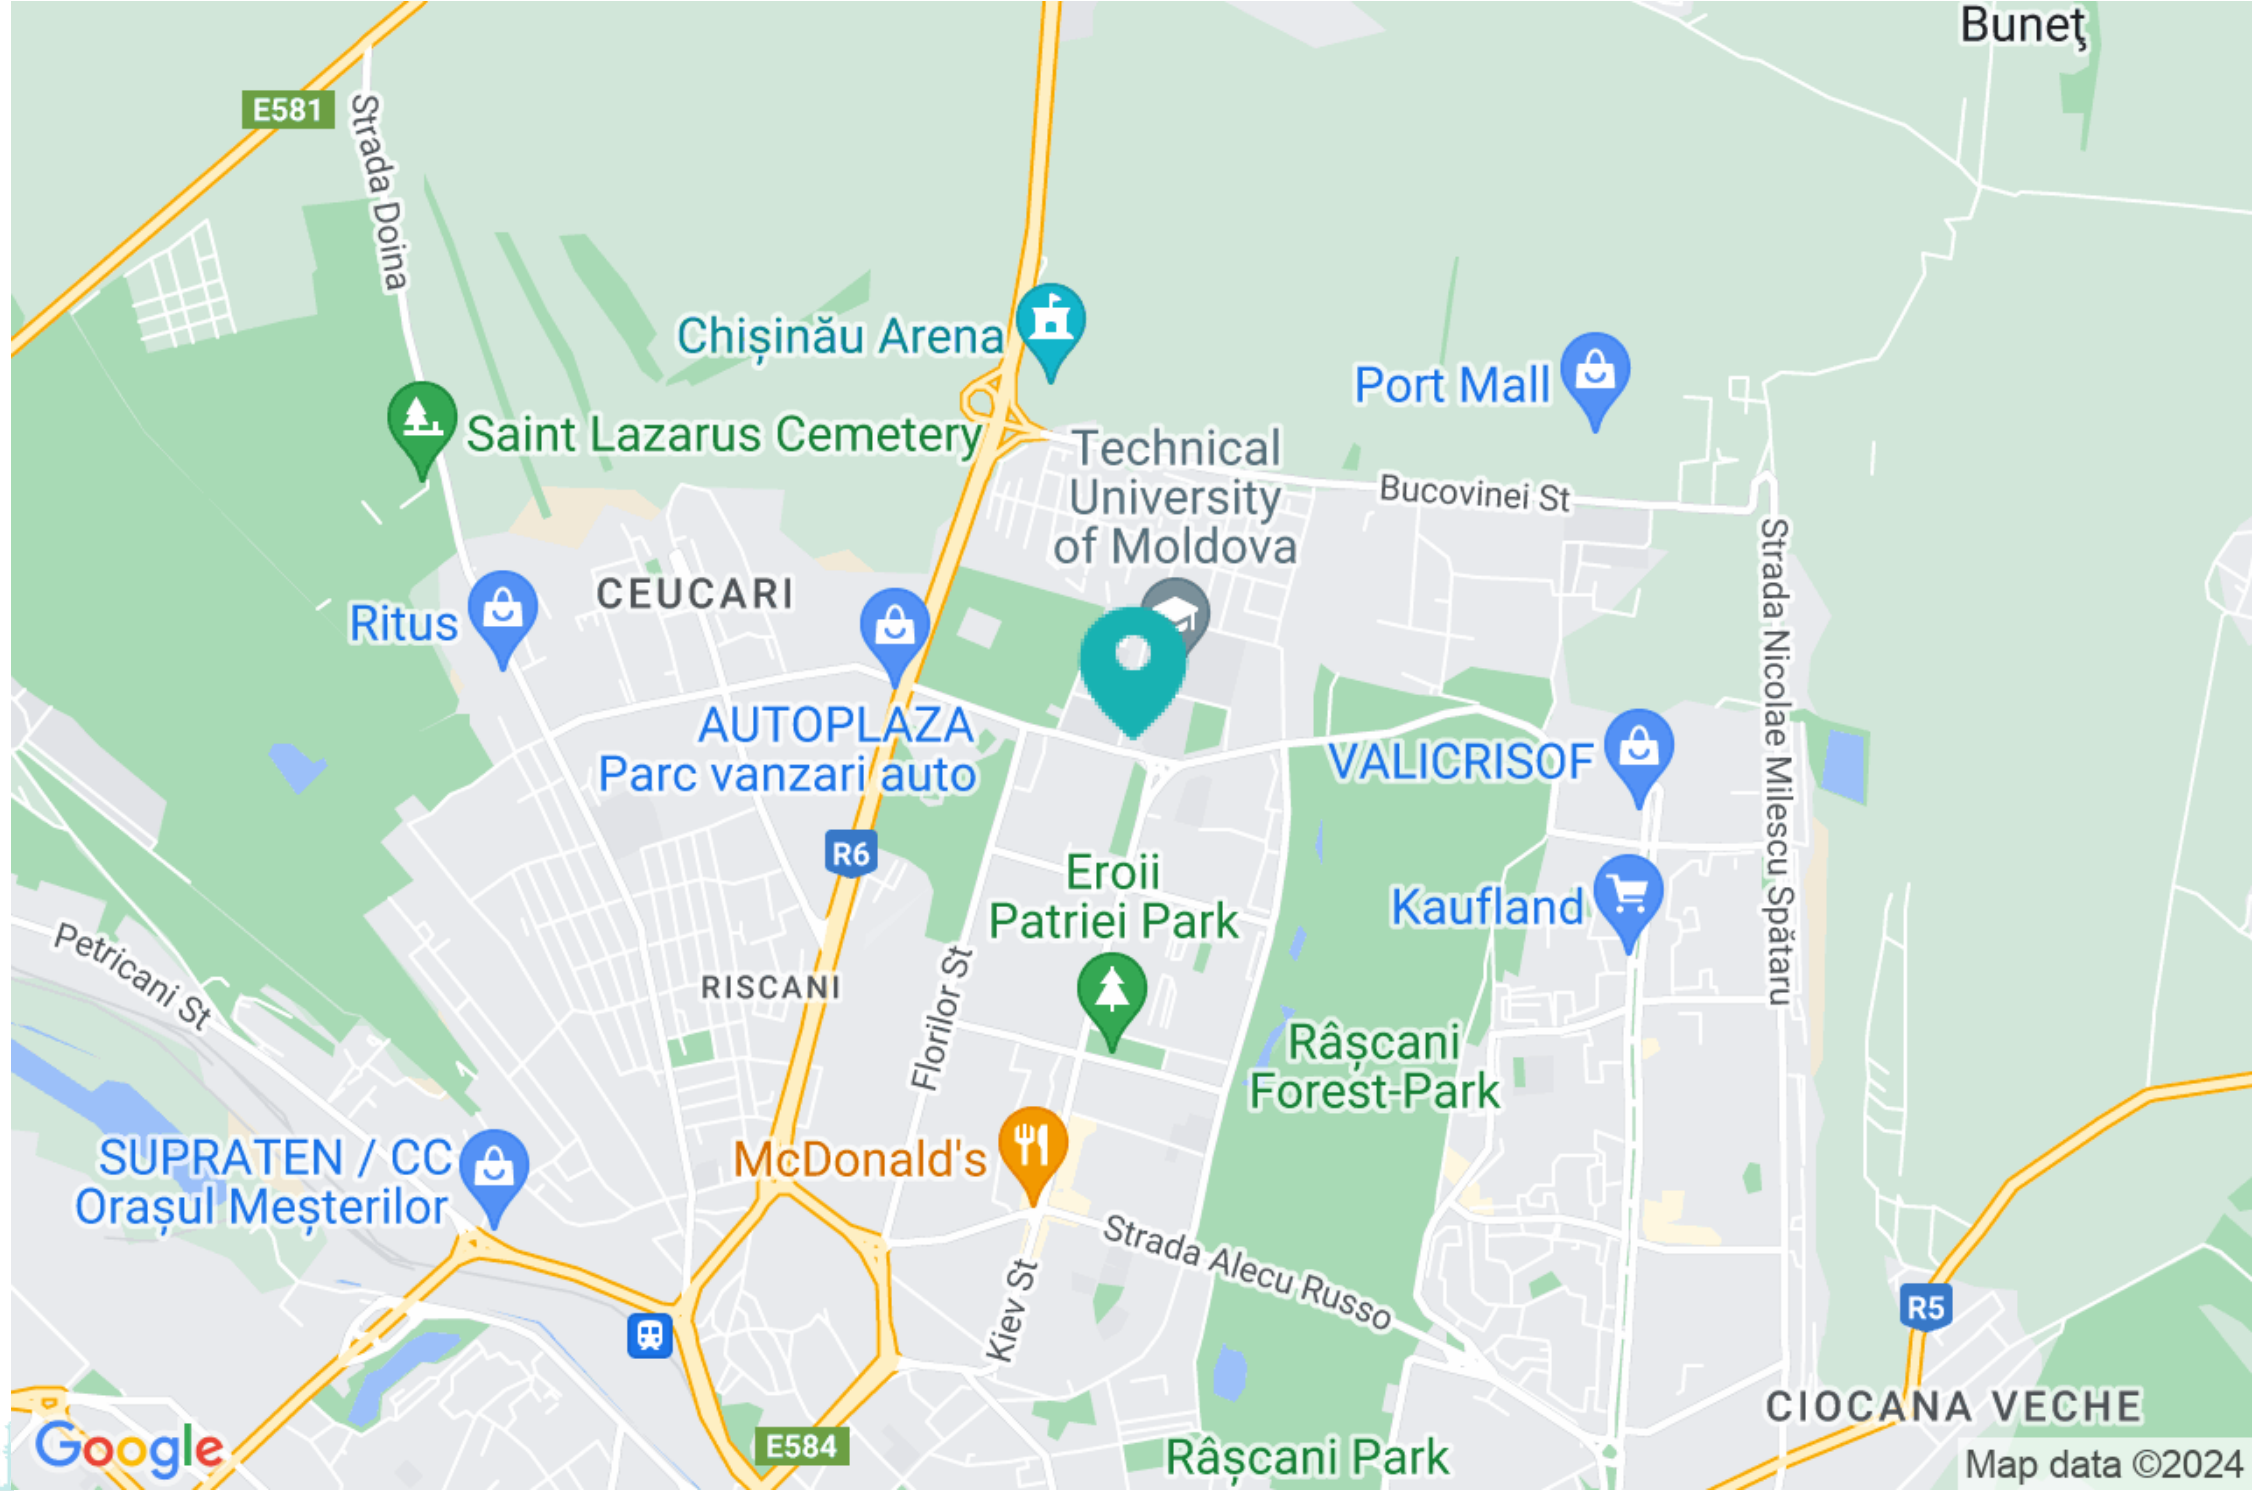 Buneț
E581
Strada Doina
Chișinău Arena
Port Mall
Saint Lazarus Cemetery
Technical
University
of Moldova
Bucovinei St
Strada Nicolae Milescu Spătaru
CEUCARI
Ritus
AUTOPLAZA
Parc vanzari auto
VALICRISOF
R6
Eroii
Patriei Park
Kaufland
Petricani St
RISCANI
Florilor St
Râșcani
Forest-Park
SUPRATEN / CC
Orașul Meșterilor
McDonald's
Strada Alecu Russo
Kiev St
R5
CIOCANA VECHE
E584
Google
Râșcani Park
Map data ©2024